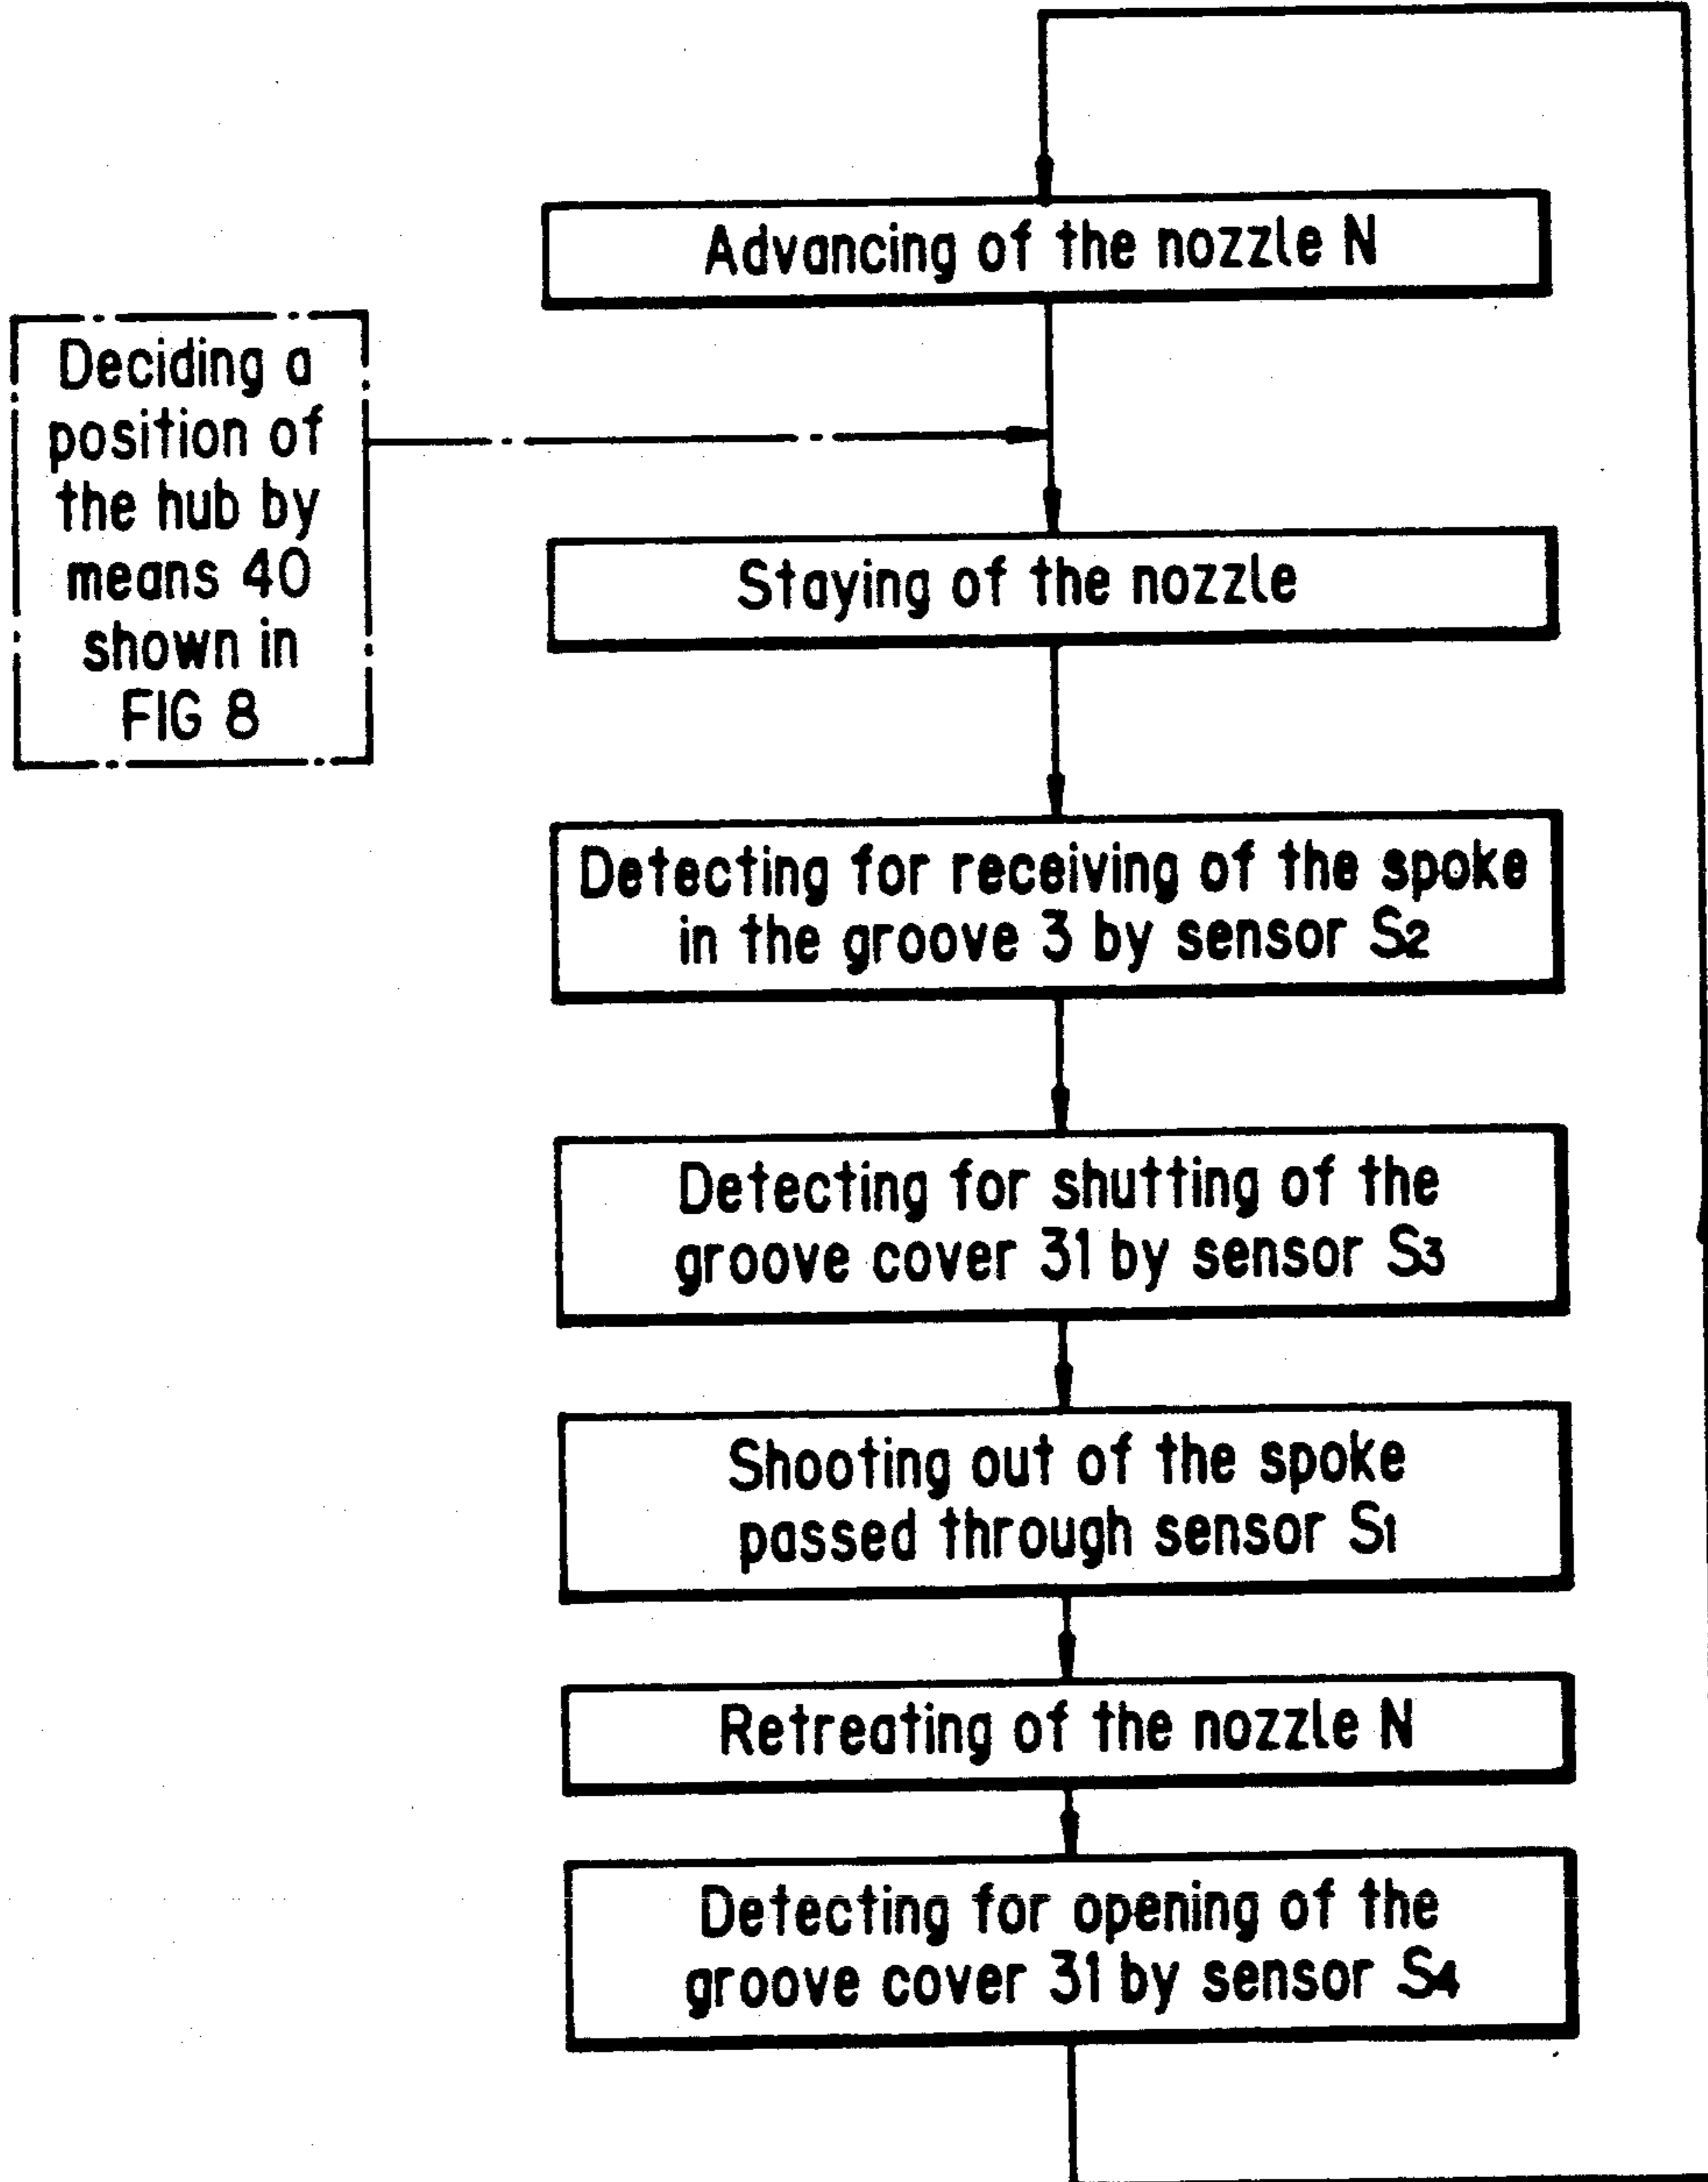 Advancing of the nozzle N
Deciding a
position of
the hub by
means 40
shown in
FIG 8
Staying of the nozzle
Detecting for receiving of the spoke
in the groove 3 by sensor S2
Detecting for shutting of the
groove cover 31 by sensor S3
Shooting out of the spoke
passed through sensor S1
Retreating of the nozzle N
Detecting for opening of the
groove cover 31 by sensor S4